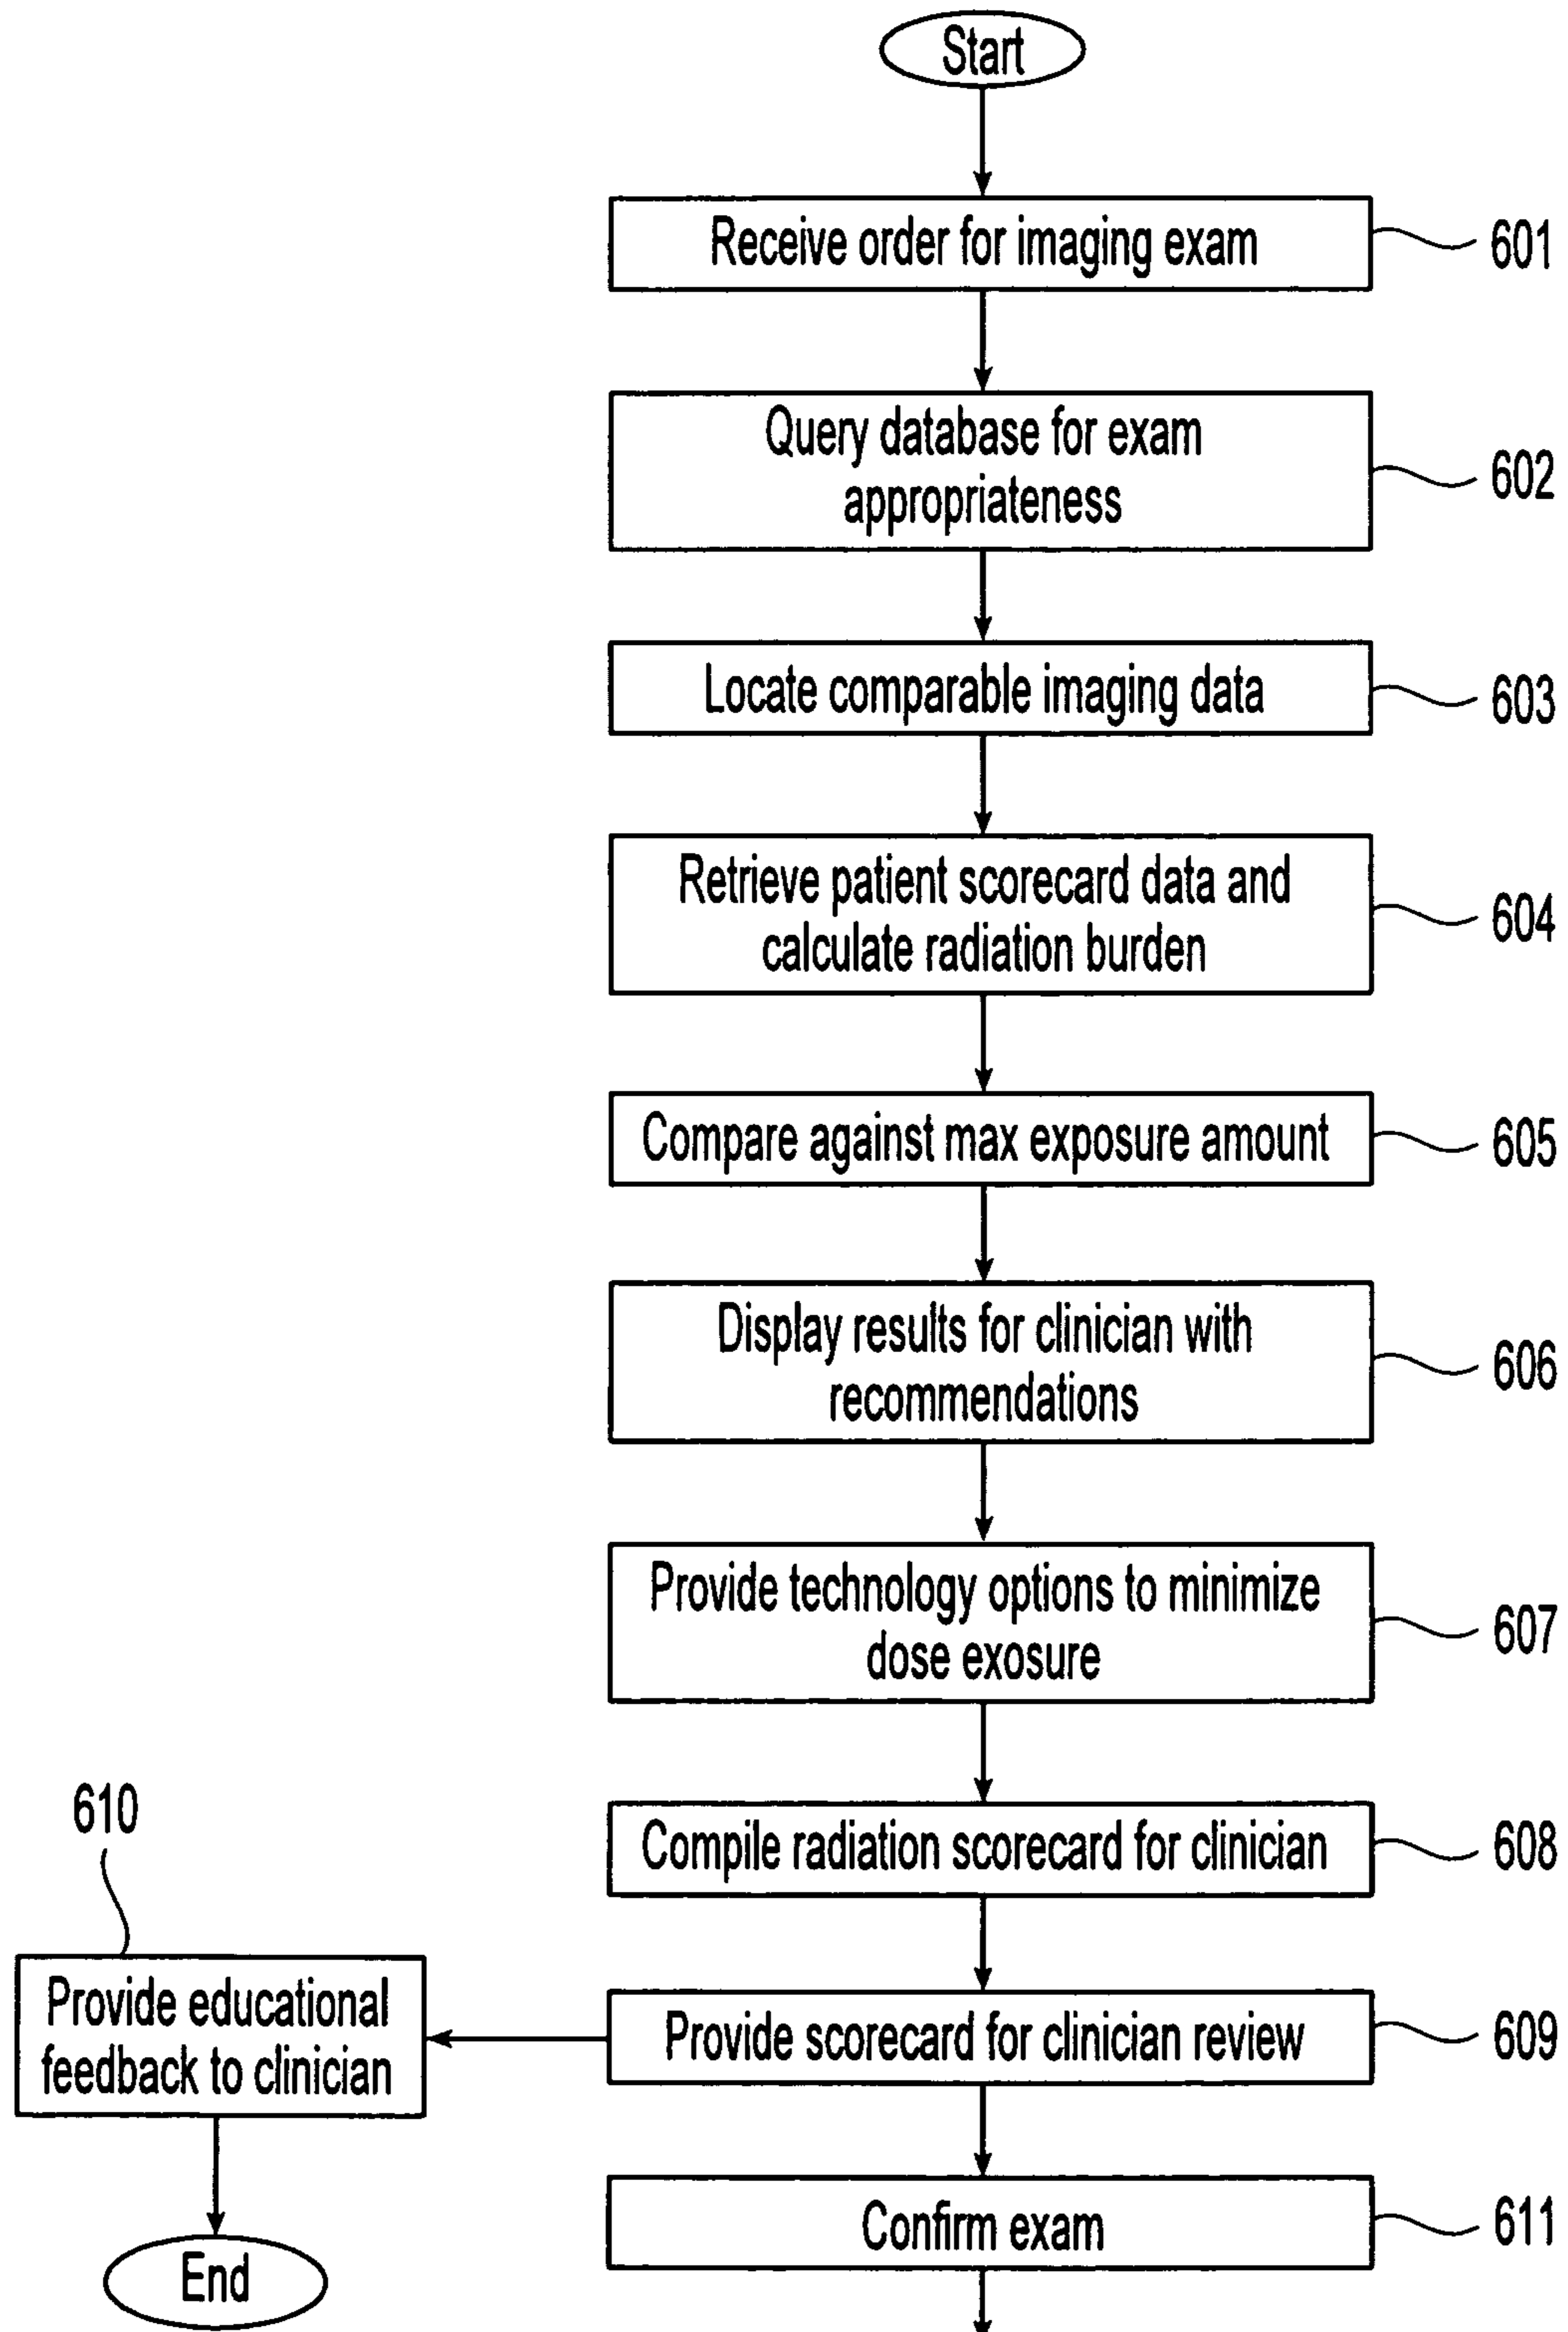 Start
Receive order for imaging exam
601
Query database for exam
appropriateness
602
Locate comparable imaging data
603
Retrieve patient scorecard data and
calculate radiation burden
604
Compare against max exposure amount
605
Display results for clinician with
recommendations
606
Provide technology options to minimize
dose exosure
607
Compile radiation scorecard for clinician
608
610
Provide educational
feedback to clinician
Provide scorecard for clinician review
609
Confirm exam
611
End